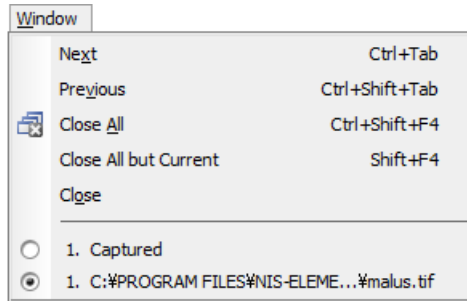 Window
Next Ctrl+Tab
Previous Ctrl+Shift+Tab
Close All Ctrl+Shift+F4
Close All but Current Shift+F4
Close
1. Captured
1. C:¥PROGRAM FILES¥NIS-ELEME...¥malus.tif